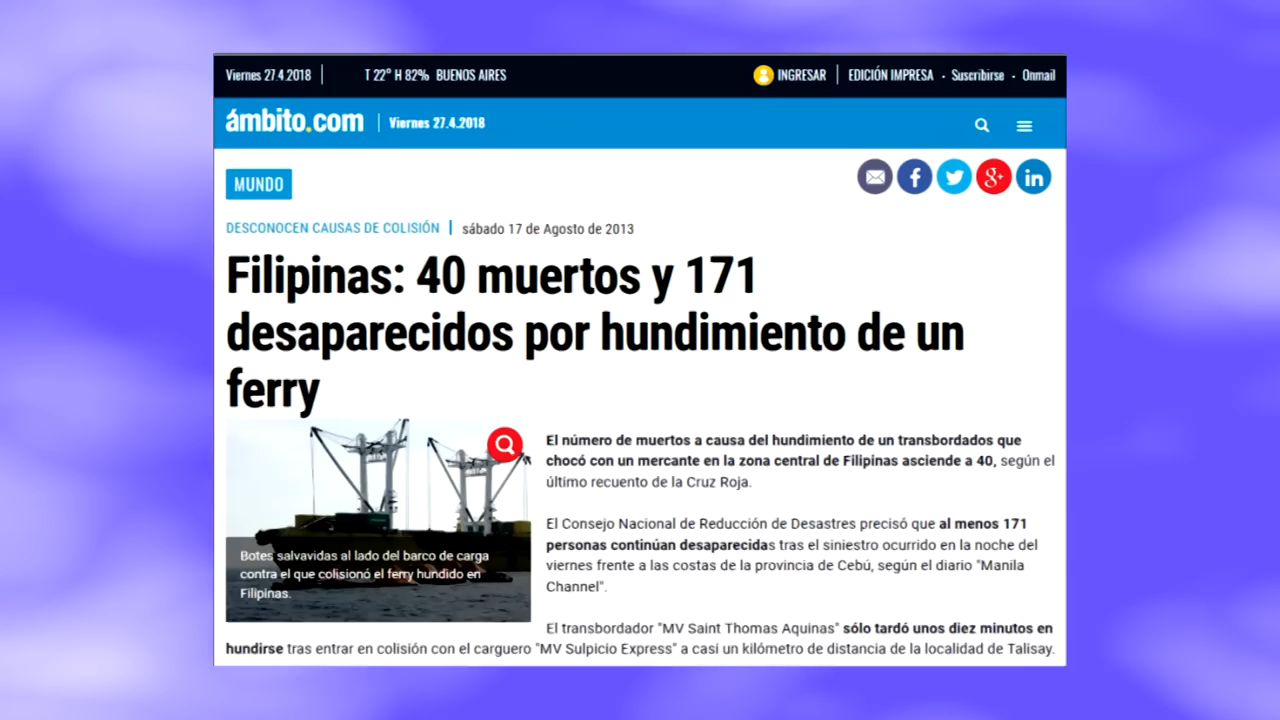 Viernes 27.4.2018 T 22° H 82% BUENOS AIRES INGRESAR EDICIÓN IMPRESA · Suscribirse · Onmail
ámbito.com Viernes 27.4.2018
MUNDO
DESCONOCEN CAUSAS DE COLISIÓN sábado 17 de Agosto de 2013
Filipinas: 40 muertos y 171
desaparecidos por hundimiento de un
ferry
Botes salvavidas al lado del barco de carga
contra el que colisionó el ferry hundido en
Filipinas.
El número de muertos a causa del hundimiento de un transbordados que
chocó con un mercante en la zona central de Filipinas asciende a 40, según el
último recuento de la Cruz Roja.
El Consejo Nacional de Reducción de Desastres precisó que al menos 171
personas continúan desaparecidas tras el siniestro ocurrido en la noche del
viernes frente a las costas de la provincia de Cebú, según el diario "Manila
Channel".
El transbordador "MV Saint Thomas Aquinas" sólo tardó unos diez minutos en
hundirse tras entrar en colisión con el carguero "MV Sulpicio Express" a casi un kilómetro de distancia de la localidad de Talisay.